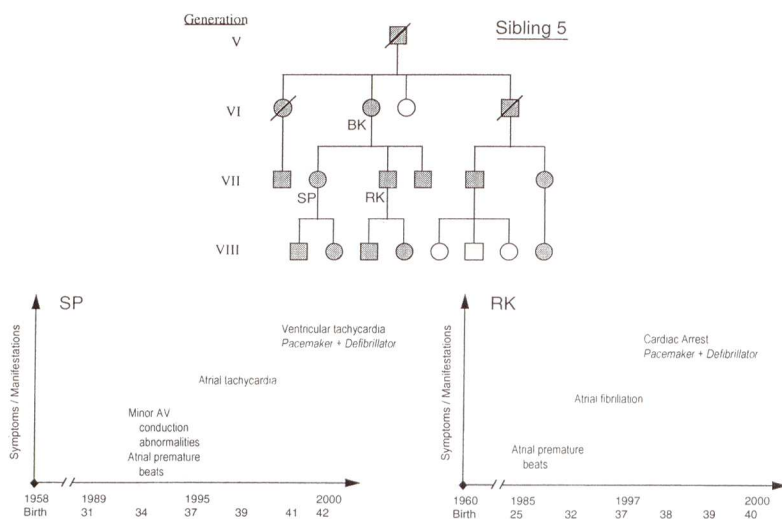 Generation
Sibling 5
V
VI
BK
VII
SP
RK
VIII
SP
Symptoms / Manifestations
Ventricular tachycardia
Pacemaker + Defibrillator
Atrial tachycardia
Minor AV
conduction
abnormalities
Atrial premature
beats
1958 1989 1995 2000
Birth 31 34 37 39 41 42
RK
Symptoms / Manifestations
Cardiac Arrest
Pacemaker + Defibrillator
Atrial fibriliation
Atrial premature
beats
1960 1985 1997 2000
Birth 25 32 37 38 39 40